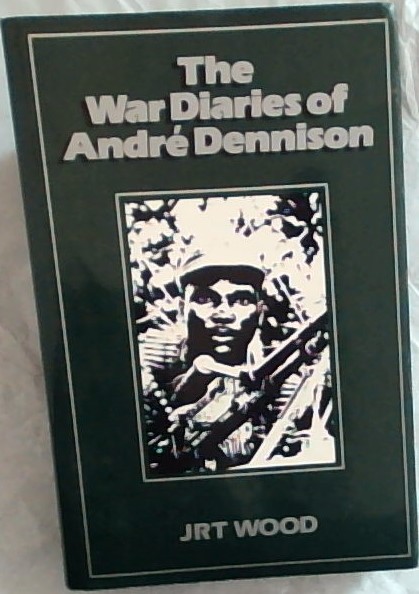 The
War Diaries of
André Dennison
JRT WOOD